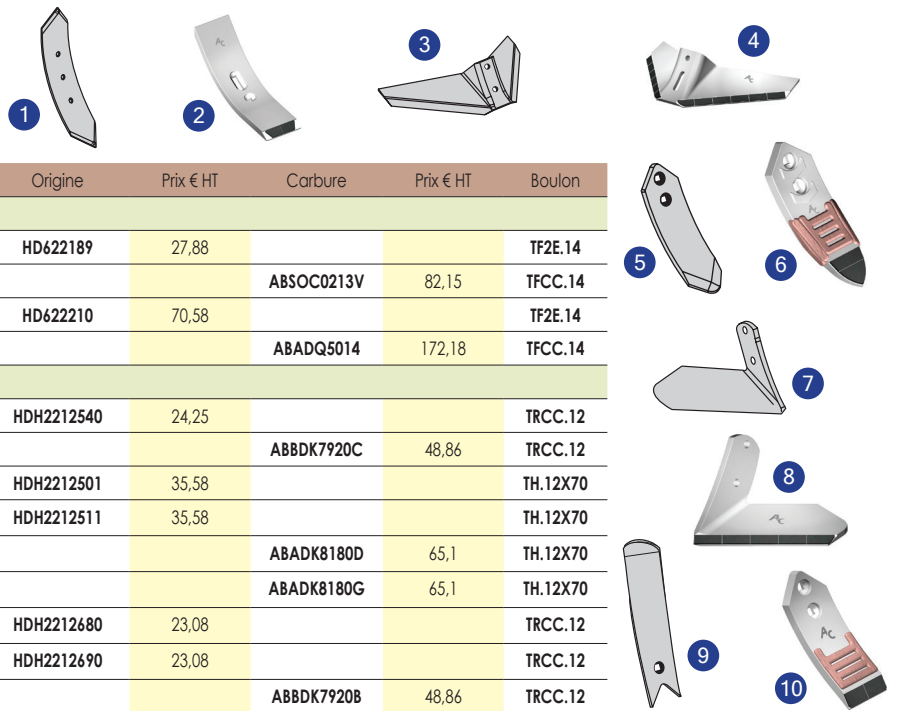 1
2
3
4
Origine Prix € HT Carbure Prix € HT Boulon
HD622189 27,88 TF2E.14
ABSOC0213V 82,15 TFCC.14
HD622210 70,58 TF2E.14
ABADQ5014 172,18 TFCC.14
HDH2212540 24,25 TRCC.12
ABBDK7920C 48,86 TRCC.12
HDH2212501 35,58 TH.12X70
HDH2212511 35,58 TH.12X70
ABADK8180D 65,1 TH.12X70
ABADK8180G 65,1 TH.12X70
HDH2212680 23,08 TRCC.12
HDH2212690 23,08 TRCC.12
ABBDK7920B 48,86 TRCC.12
5
AC
6
7
8
AC
9
AC
10